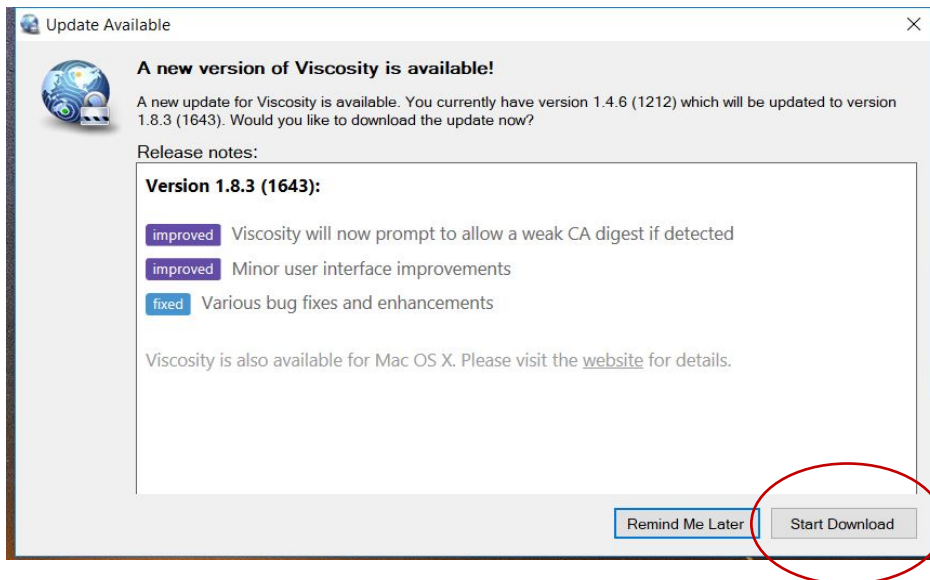 Update Available
A new version of Viscosity is available!
A new update for Viscosity is available. You currently have version 1.4.6 (1212) which will be updated to version
1.8.3 (1643). Would you like to download the update now?
Release notes:
Version 1.8.3 (1643):
improved Viscosity will now prompt to allow a weak CA digest if detected
improved Minor user interface improvements
fixed Various bug fixes and enhancements
Viscosity is also available for Mac OS X. Please visit the website for details.
Remind Me Later Start Download